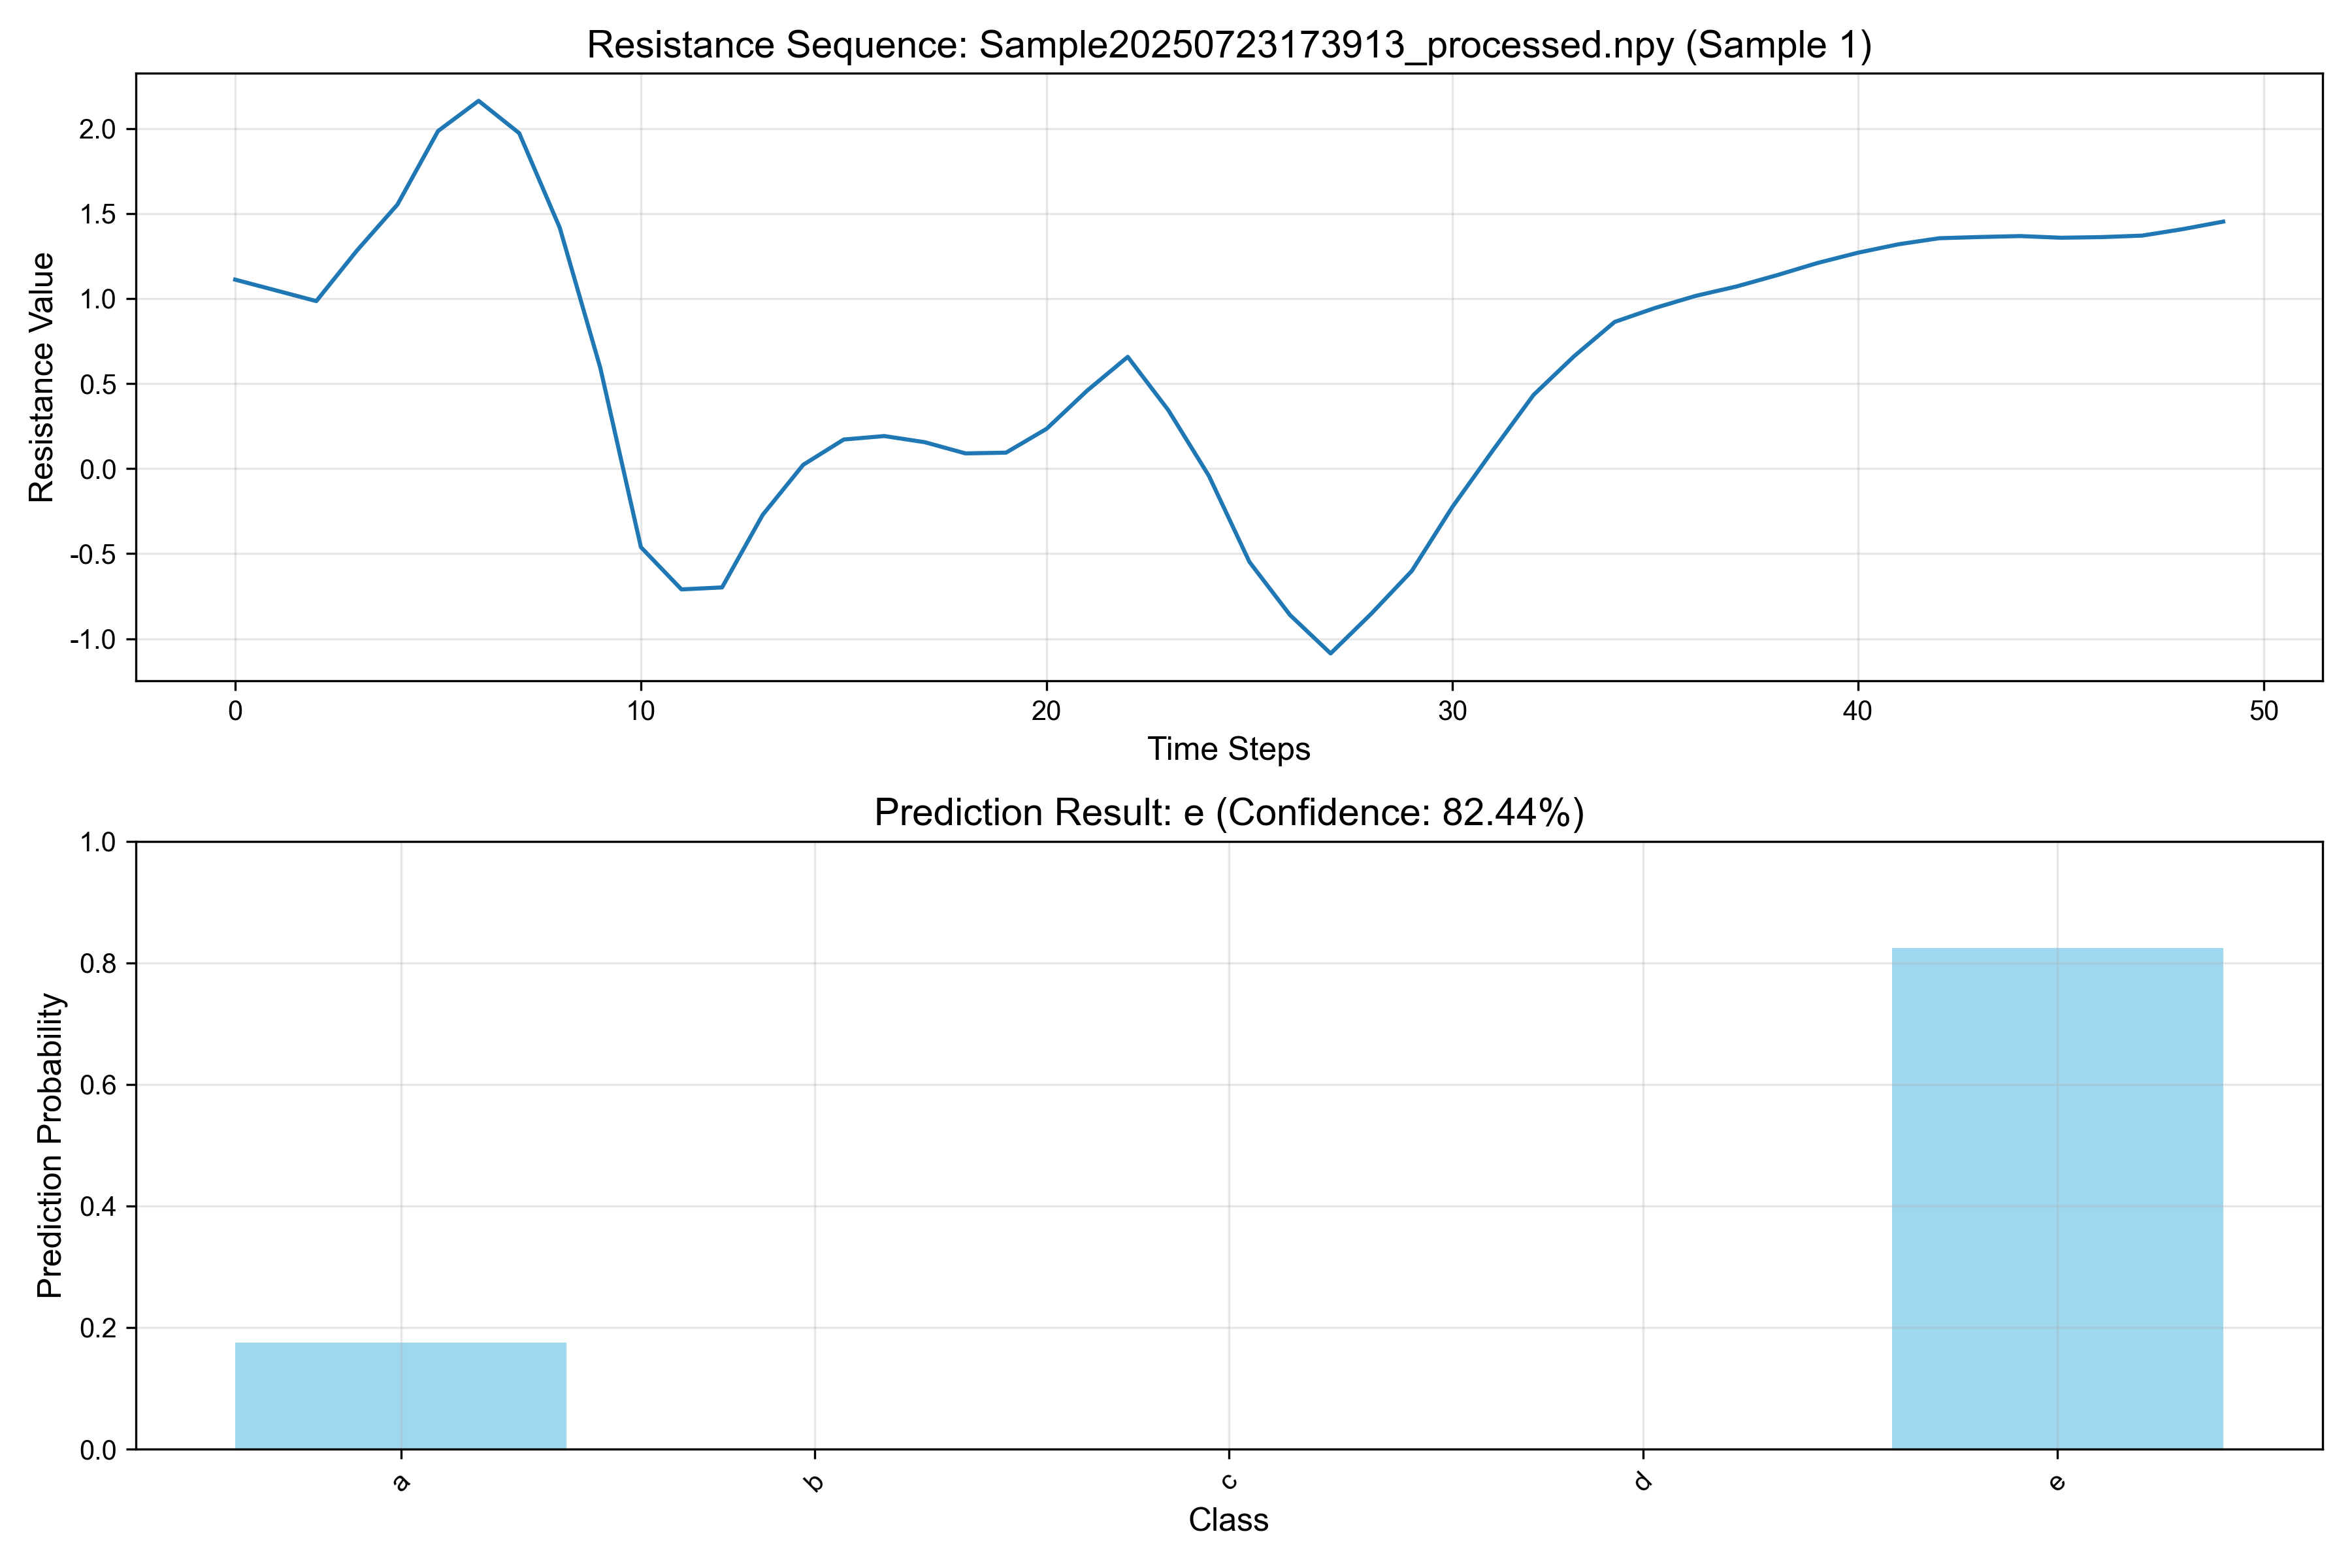 Resistance Sequence: Sample20250723173913_processed.npy (Sample 1)
Resistance Value
2.0
1.5
1.0
0.5
0.0
-0.5
-1.0
0 10 20 30 40 50
Time Steps
Prediction Result: e (Confidence: 82.44%)
Prediction Probability
1.0
0.8
0.6
0.4
0.2
0.0
a b c d e
Class